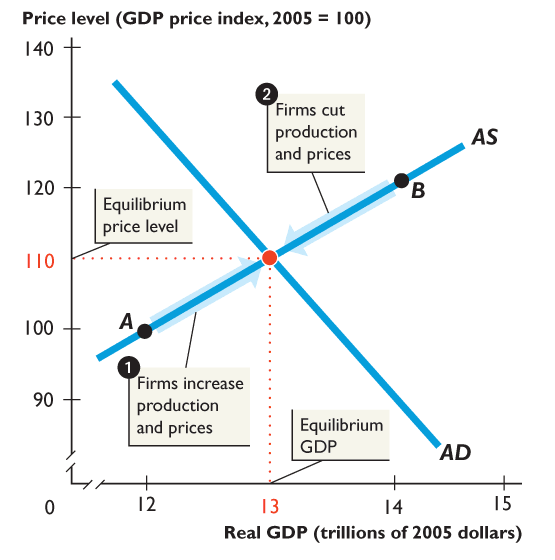 Price level (GDP price index, 2005 = 100)
140
130
120
110
100
90
0
2
Firms cut
production
and prices
AS
B
Equilibrium
price level
A
1
Firms increase
production
and prices
Equilibrium
GDP
AD
12
13
14
15
Real GDP (trillions of 2005 dollars)